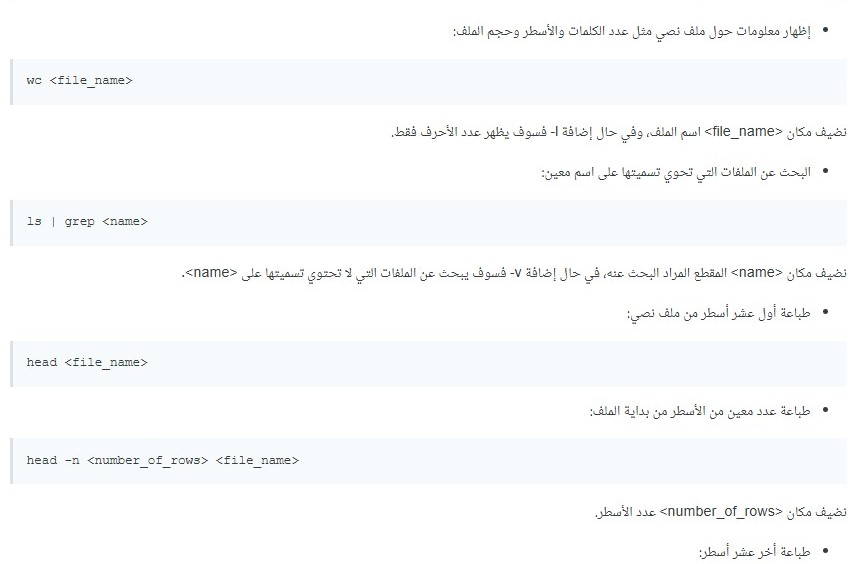 • إظهار معلومات حول ملف نصي مثل عدد الكلمات والأسطر وحجم الملف:
wc <file_name>
نضيف مكان <file_name> اسم الملف، وفي حال إضافة l- فسوف يظهر عدد الأحرف فقط.
• البحث عن الملفات التي تحوي تسميتها على اسم معين:
ls | grep <name>
نضيف مكان <name> المقطع المراد البحث عنه، في حال إضافة v- فسوف يبحث عن الملفات التي لا تحتوي تسميتها على <name>.
• طباعة أول عشر أسطر من ملف نصي:
head <file_name>
• طباعة عدد معين من الأسطر من بداية الملف:
head -n <number_of_rows> <file_name>
نضيف مكان <number_of_rows> عدد الأسطر.
• طباعة أخر عشر أسطر: